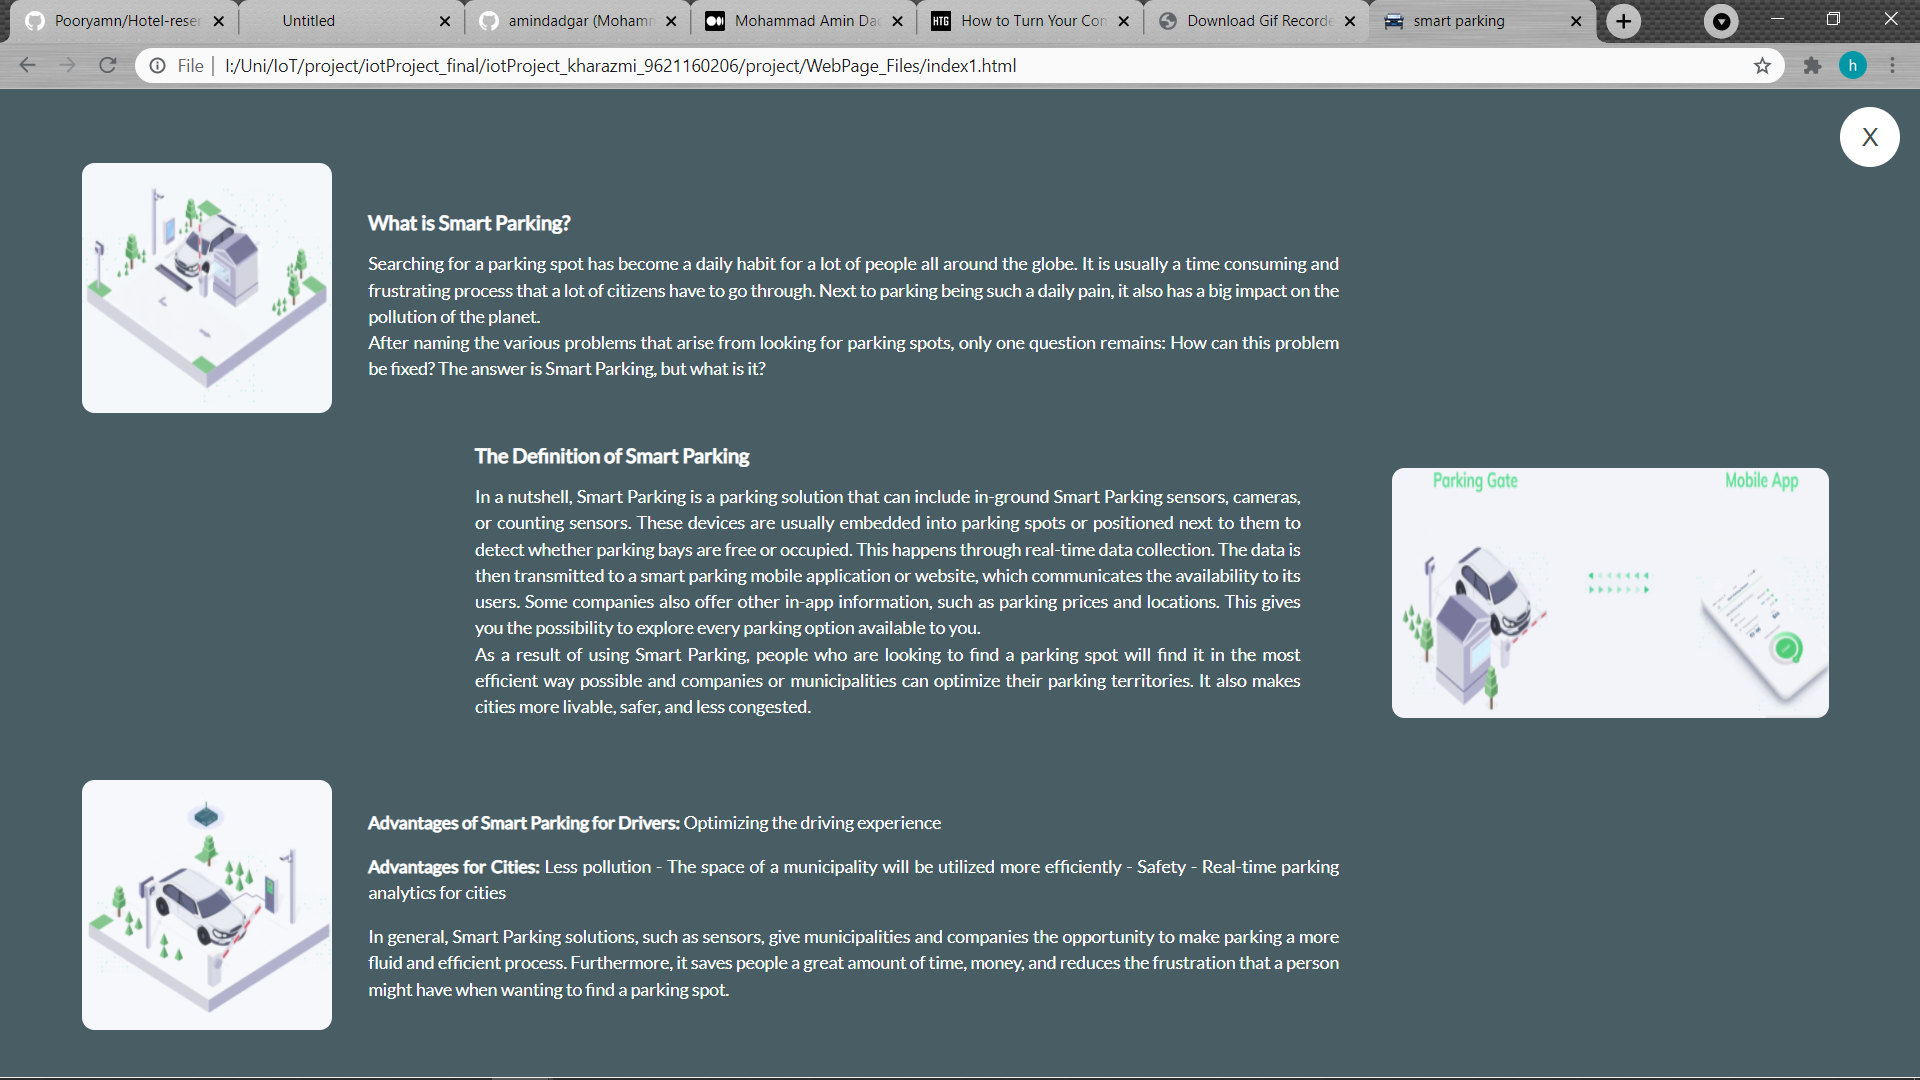 Pooryamn/Hotel-reser
Untitled
amindadgar (Mohamm
Mohammad Amin Da
How to Turn Your Con
Download Gif Recorde
smart parking
File | I:/Uni/IoT/project/iotProject_final/iotProject_kharazmi_9621160206/project/WebPage_Files/index1.html
h
X
What is Smart Parking?
Searching for a parking spot has become a daily habit for a lot of people all around the globe. It is usually a time consuming and
frustrating process that a lot of citizens have to go through. Next to parking being such a daily pain, it also has a big impact on the
pollution of the planet.
After naming the various problems that arise from looking for parking spots, only one question remains: How can this problem
be fixed? The answer is Smart Parking, but what is it?
The Definition of Smart Parking
In a nutshell, Smart Parking is a parking solution that can include in-ground Smart Parking sensors, cameras,
or counting sensors. These devices are usually embedded into parking spots or positioned next to them to
detect whether parking bays are free or occupied. This happens through real-time data collection. The data is
then transmitted to a smart parking mobile application or website, which communicates the availability to its
users. Some companies also offer other in-app information, such as parking prices and locations. This gives
you the possibility to explore every parking option available to you.
As a result of using Smart Parking, people who are looking to find a parking spot will find it in the most
efficient way possible and companies or municipalities can optimize their parking territories. It also makes
cities more livable, safer, and less congested.
Parking Gate
Mobile App
Advantages of Smart Parking for Drivers: Optimizing the driving experience
Advantages for Cities: Less pollution - The space of a municipality will be utilized more efficiently - Safety - Real-time parking
analytics for cities
In general, Smart Parking solutions, such as sensors, give municipalities and companies the opportunity to make parking a more
fluid and efficient process. Furthermore, it saves people a great amount of time, money, and reduces the frustration that a person
might have when wanting to find a parking spot.